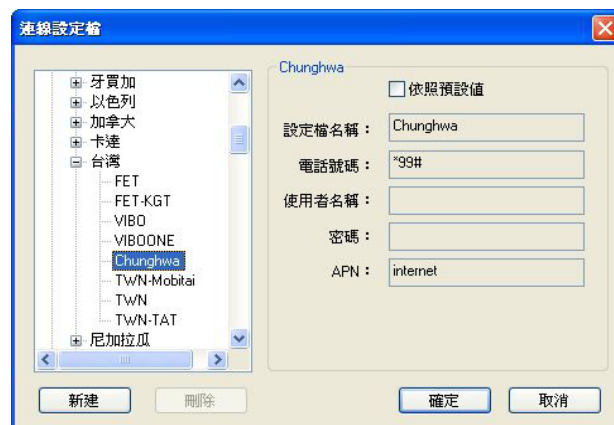 連線設定檔
牙買加
以色列
加拿大
卡達
台灣
FET
FET-KGT
VIBO
VIBOONE
Chunghwa
TWN-Mobitai
TWN
TWN-TAT
尼加拉瓜
新建
刪除
Chunghwa
依照預設值
設定檔名稱： Chunghwa
電話號碼： *99#
使用者名稱：
密碼：
APN： internet
確定
取消